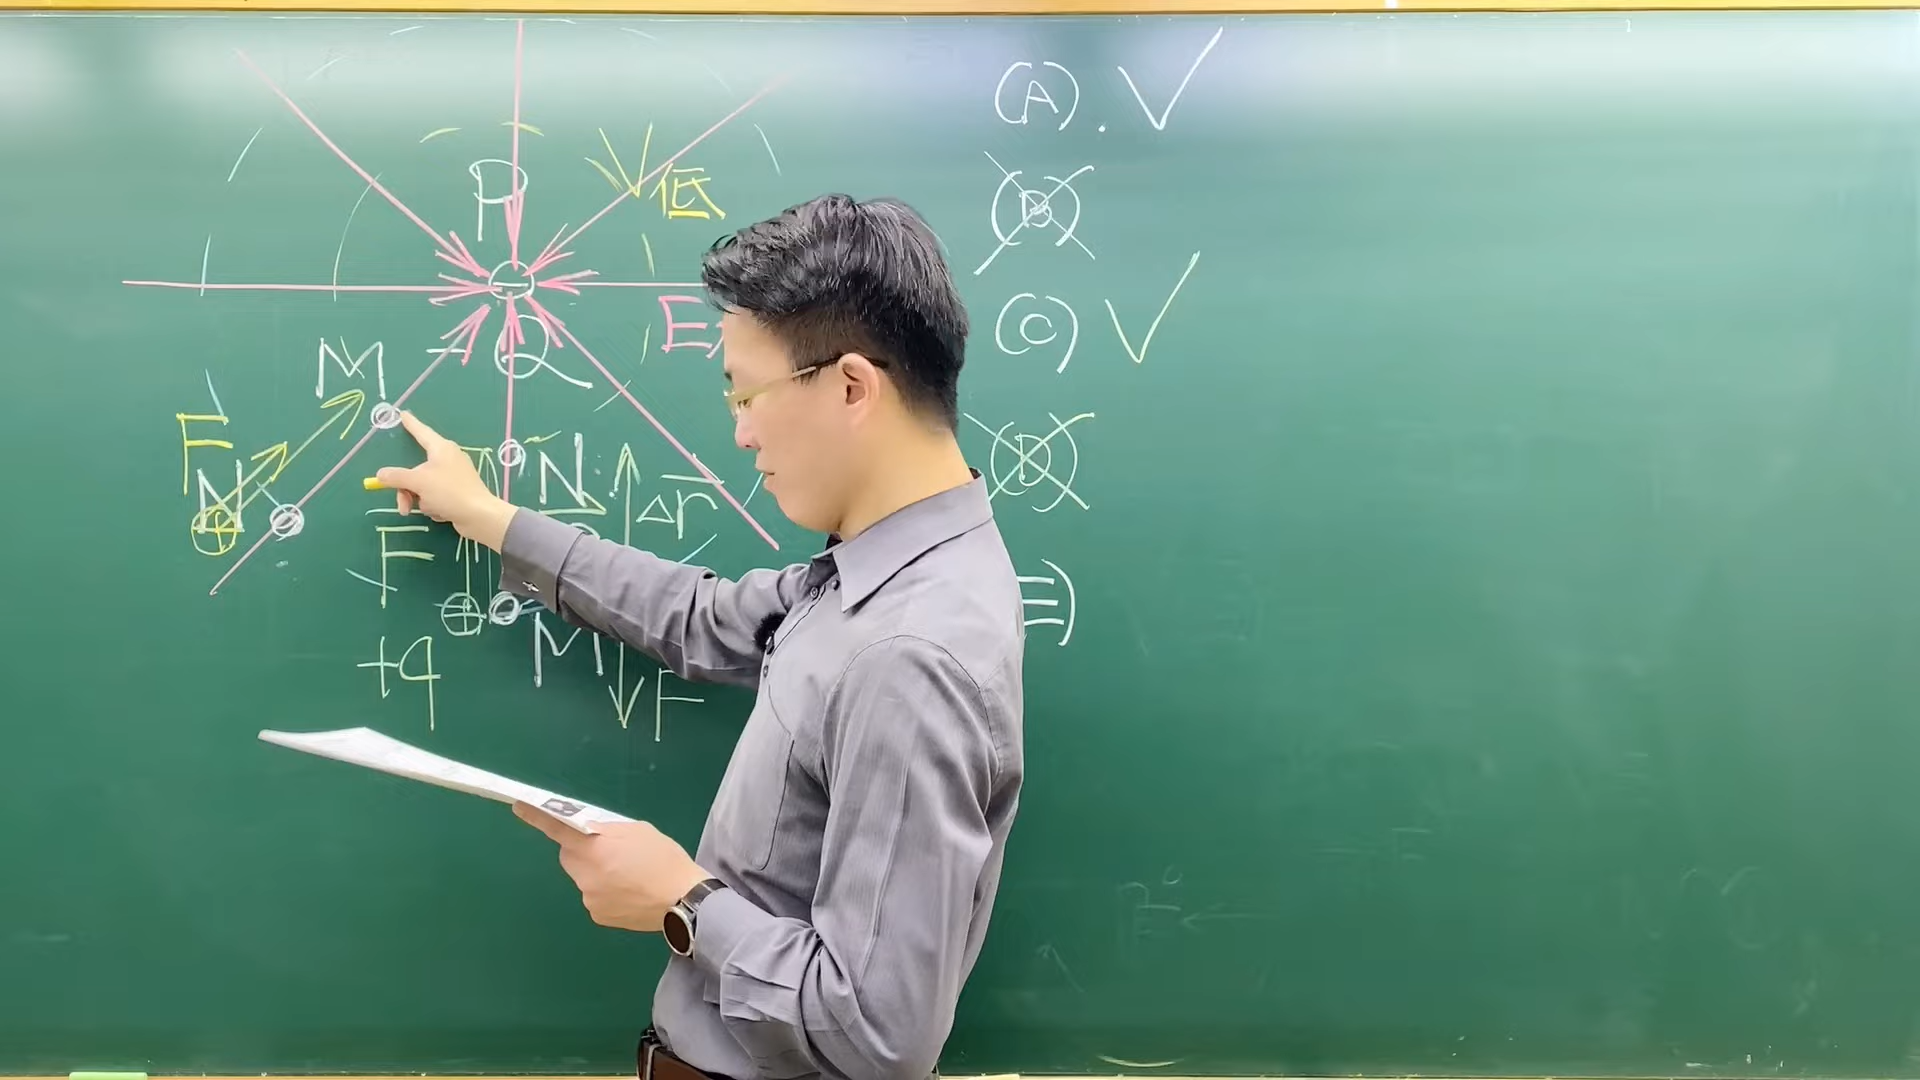 P
低
-Q
E
M
F
N
N
Δr
F
M
+q
F
(A). ✓
(B)
(C) ✓
(D)